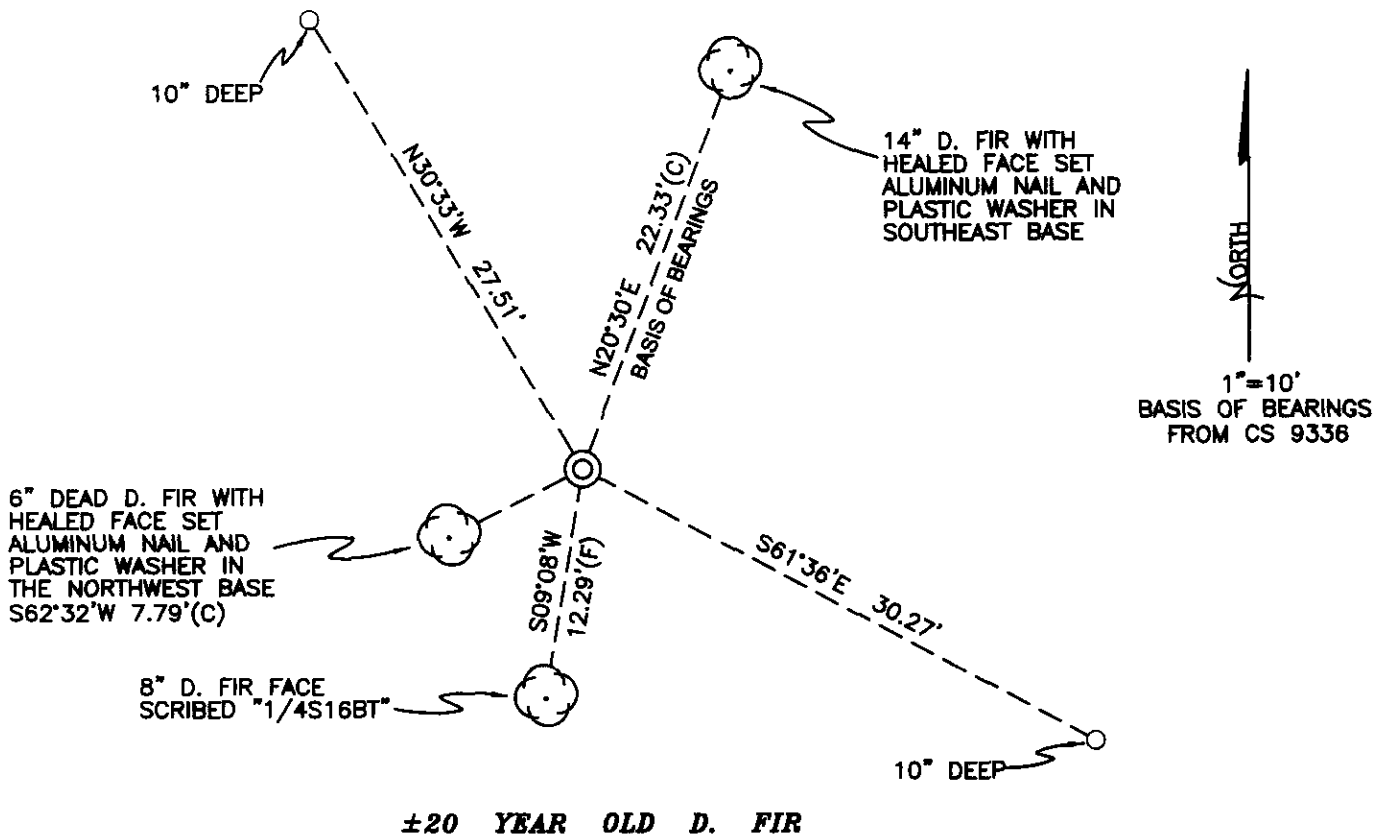 10" DEEP
14" D. FIR WITH
HEALED FACE SET
ALUMINUM NAIL AND
PLASTIC WASHER IN
SOUTHEAST BASE
N30°33'W 27.51'
N20°30'E 22.33'(C)
BASIS OF BEARINGS
NORTH
1"=10'
BASIS OF BEARINGS
FROM CS 9336
6" DEAD D. FIR WITH
HEALED FACE SET
ALUMINUM NAIL AND
PLASTIC WASHER IN
THE NORTHWEST BASE
S62°32'W 7.79'(C)
S09°08'W
12.29'(F)
S61°36'E 30.27'
8" D. FIR FACE
SCRIBED "1/4S16BT"
10" DEEP
±20 YEAR OLD D. FIR